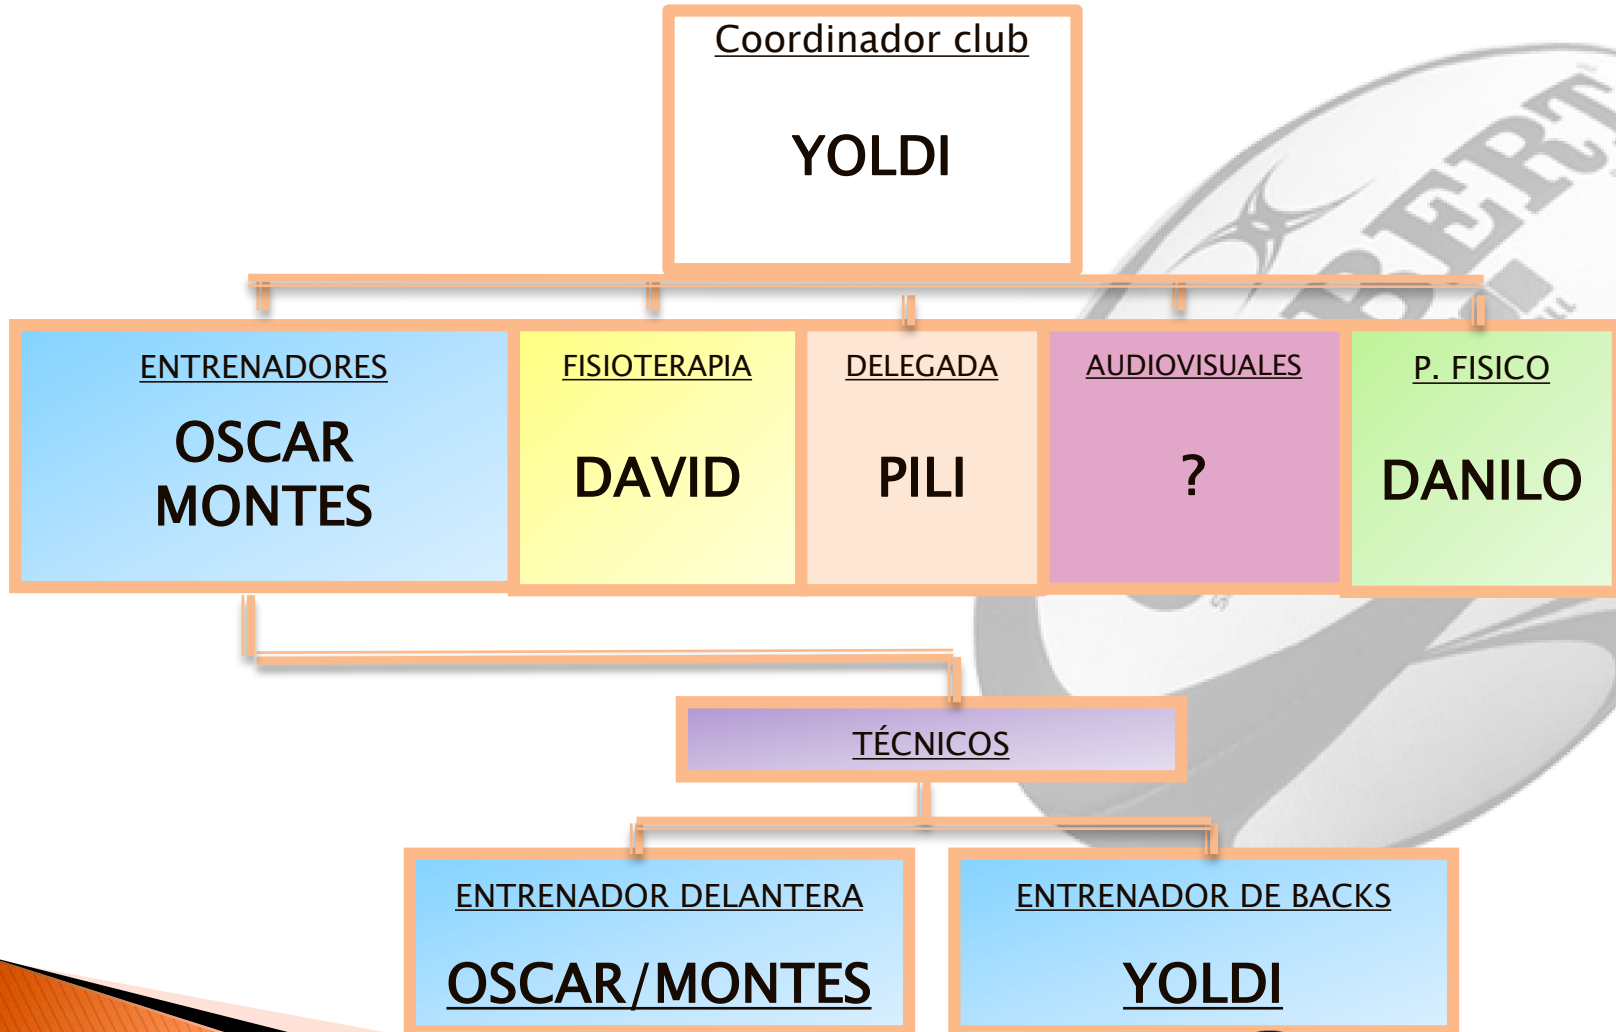 Coordinador club
YOLDI
ENTRENADORES
OSCAR
MONTES
FISIOTERAPIA
DAVID
DELEGADA
PILI
AUDIOVISUALES
?
P. FISICO
DANILO
TÉCNICOS
ENTRENADOR DELANTERA
OSCAR/MONTES
ENTRENADOR DE BACKS
YOLDI